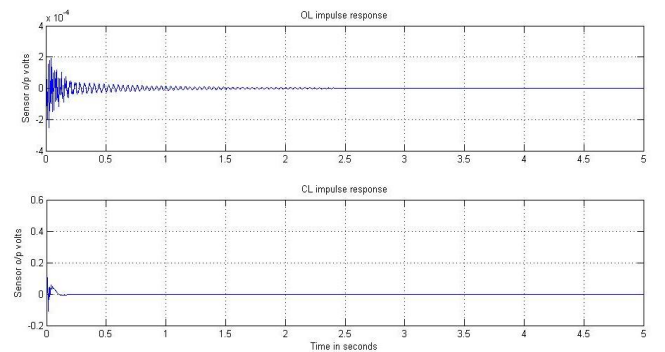 OL impulse response
x 10⁻⁴
4
2
0
-2
-4
Sensor o/p volts
0 0.5 1 1.5 2 2.5 3 3.5 4 4.5 5
CL impulse response
0.6
0.4
0.2
0
-0.2
Sensor o/p volts
0 0.5 1 1.5 2 2.5 3 3.5 4 4.5 5
Time in seconds